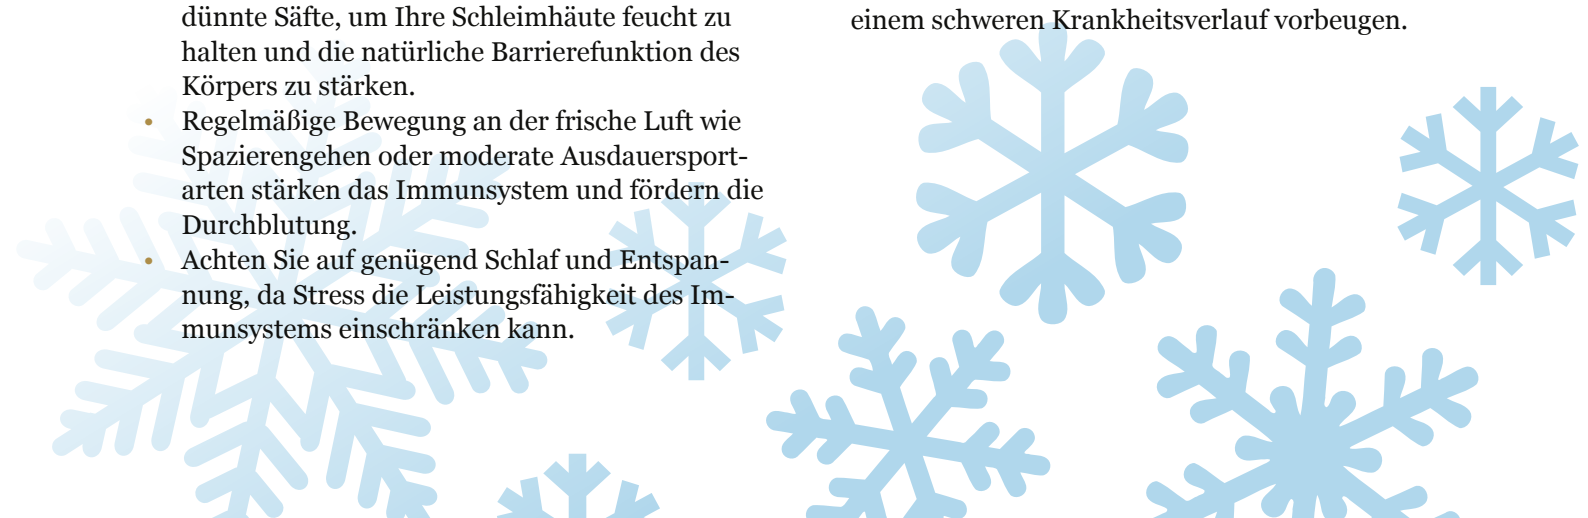 dünnte Säfte, um Ihre Schleimhäute feucht zu
halten und die natürliche Barrierefunktion des
Körpers zu stärken.
• Regelmäßige Bewegung an der frische Luft wie
Spazierengehen oder moderate Ausdauersport-
arten stärken das Immunsystem und fördern die
Durchblutung.
• Achten Sie auf genügend Schlaf und Entspan-
nung, da Stress die Leistungsfähigkeit des Im-
munsystems einschränken kann.
einem schweren Krankheitsverlauf vorbeugen.